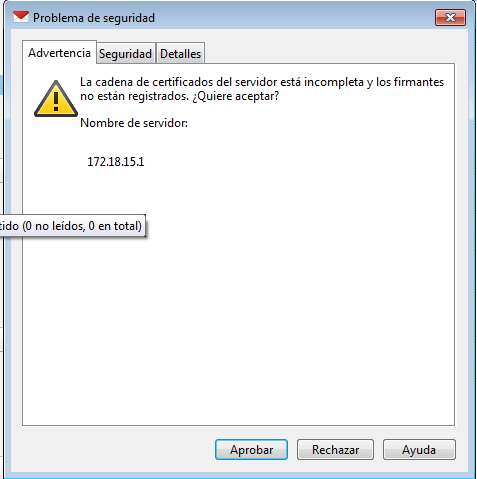 Problema de seguridad
Advertencia Seguridad Detalles
La cadena de certificados del servidor está incompleta y los firmantes
no están registrados. ¿Quiere aceptar?
Nombre de servidor:
172.18.15.1
tido (0 no leídos, 0 en total)
Aprobar Rechazar Ayuda